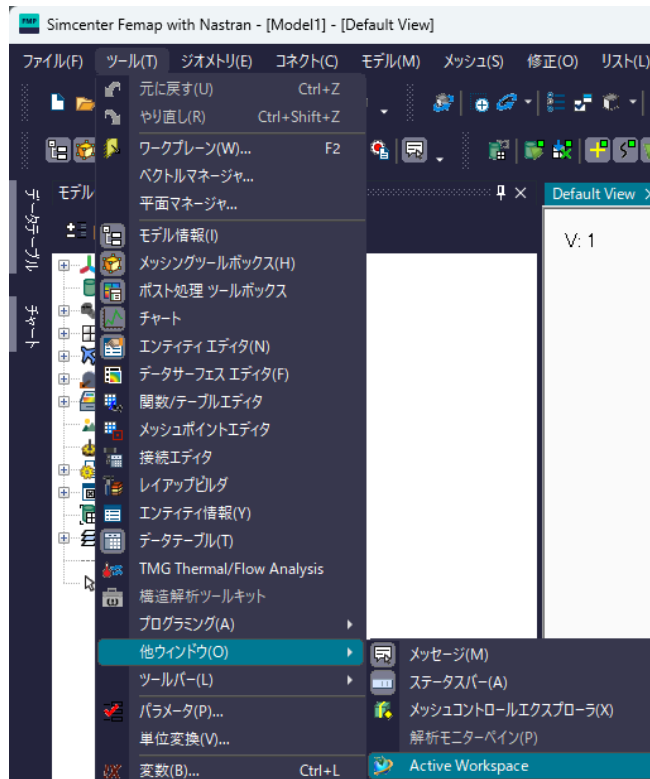 Simcenter Femap with Nastran - [Model1] - [Default View]
ファイル(F) ツール(T) ジオメトリ(E) コネクト(C) モデル(M) メッシュ(S) 修正(O) リスト(L)
元に戻す(U) Ctrl+Z
やり直し(R) Ctrl+Shift+Z
ワークプレーン(W)... F2
ベクトルマネージャ...
平面マネージャ...
モデル情報(I)
メッシングツールボックス(H)
ポスト処理 ツールボックス
チャート
エンティティ エディタ(N)
データサーフェス エディタ(F)
関数/テーブルエディタ
メッシュポイントエディタ
接続エディタ
レイアップビルダ
エンティティ情報(Y)
データテーブル(T)
TMG Thermal/Flow Analysis
構造解析ツールキット
プログラミング(A)
他ウィンドウ(O)
ツールバー(L)
パラメータ(P)...
単位変換(V)...
変数(B)... Ctrl+L
メッセージ(M)
ステータスバー(A)
メッシュコントロールエクスプローラ(X)
解析モニターペイン(P)
Active Workspace
データテーブル
チャート
モデル
Default View
V: 1